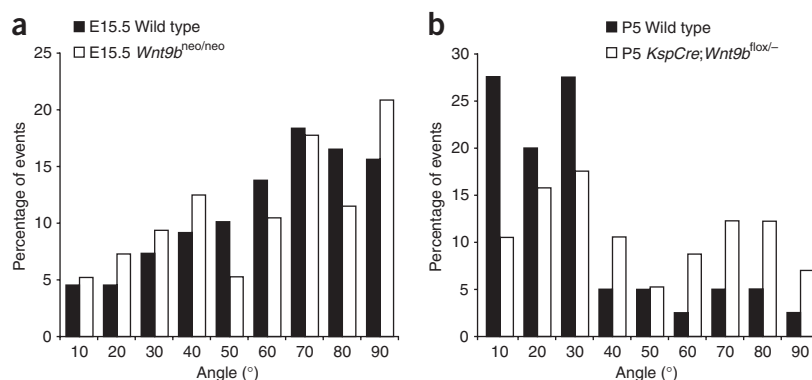 a
■ E15.5 Wild type
□ E15.5 Wnt9b^neo/neo
Percentage of events
25
20
15
10
5
0
10 20 30 40 50 60 70 80 90
Angle (°)
b
■ P5 Wild type
□ P5 KspCre;Wnt9b^flox/–
Percentage of events
30
25
20
15
10
5
0
10 20 30 40 50 60 70 80 90
Angle (°)